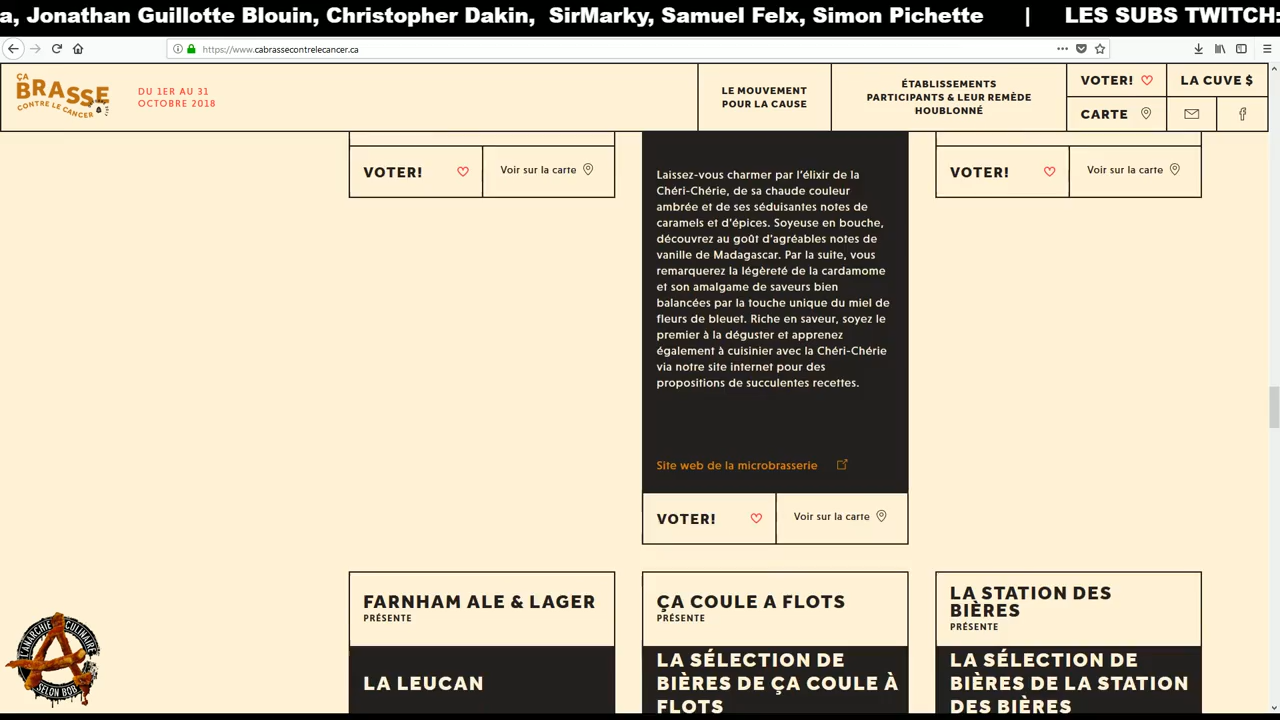 a, Jonathan Guillotte Blouin, Christopher Dakin,  SirMarky, Samuel Felx, Simon Pichette | LES SUBS TWITCH:
https://www.cabrassecontrelecancer.ca
ÇA
BRASSE
CONTRE LE CANCER
DU 1ER AU 31
OCTOBRE 2018
LE MOUVEMENT
POUR LA CAUSE
ÉTABLISSEMENTS
PARTICIPANTS & LEUR REMÈDE
HOUBLONNÉ
VOTER!
LA CUVE $
CARTE
VOTER!
Voir sur la carte
Laissez-vous charmer par l'élixir de la
Chéri-Chérie, de sa chaude couleur
ambrée et de ses séduisantes notes de
caramels et d'épices. Soyeuse en bouche,
découvrez au goût d'agréables notes de
vanille de Madagascar. Par la suite, vous
remarquerez la légèreté de la cardamome
et son amalgame de saveurs bien
balancées par la touche unique du miel de
fleurs de bleuet. Riche en saveur, soyez le
premier à la déguster et apprenez
également à cuisinier avec la Chéri-Chérie
via notre site internet pour des
propositions de succulentes recettes.
Site web de la microbrasserie
VOTER!
Voir sur la carte
VOTER!
Voir sur la carte
FARNHAM ALE & LAGER
PRÉSENTE
LA LEUCAN
ÇA COULE A FLOTS
PRÉSENTE
LA SÉLECTION DE
BIÈRES DE ÇA COULE À
FLOTS
LA STATION DES
BIÈRES
PRÉSENTE
LA SÉLECTION DE
BIÈRES DE LA STATION
DES BIÈRES
L'ANARCHIE CULINAIRE
SELON BOB